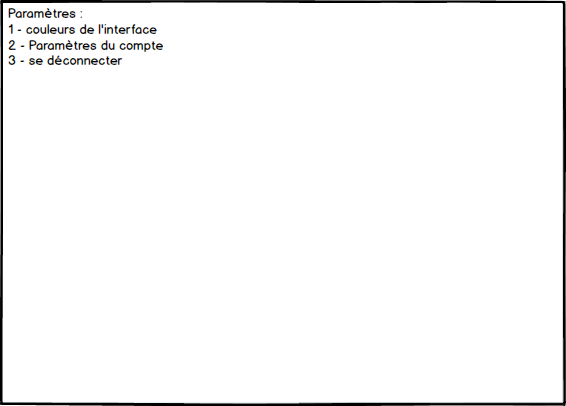 Paramètres :
1 - couleurs de l'interface
2 - Paramètres du compte
3 - se déconnecter